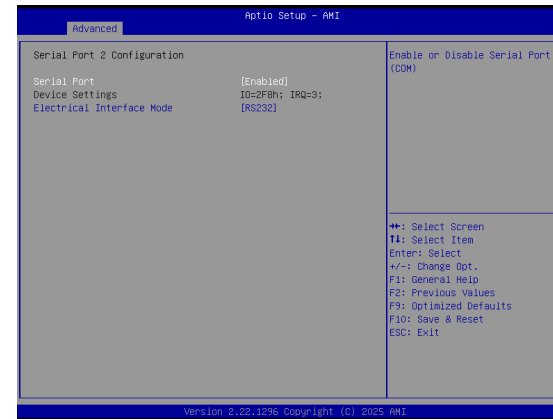 Aptio Setup - AMI
Advanced
Serial Port 2 Configuration
Serial Port [Enabled]
Device Settings IO=2F8h; IRQ=3;
Electrical Interface Mode [RS232]
Enable or Disable Serial Port
(COM)
→←: Select Screen
↑↓: Select Item
Enter: Select
+/-: Change Opt.
F1: General Help
F2: Previous Values
F9: Optimized Defaults
F10: Save & Reset
ESC: Exit
Version 2.22.1296 Copyright (C) 2025 AMI